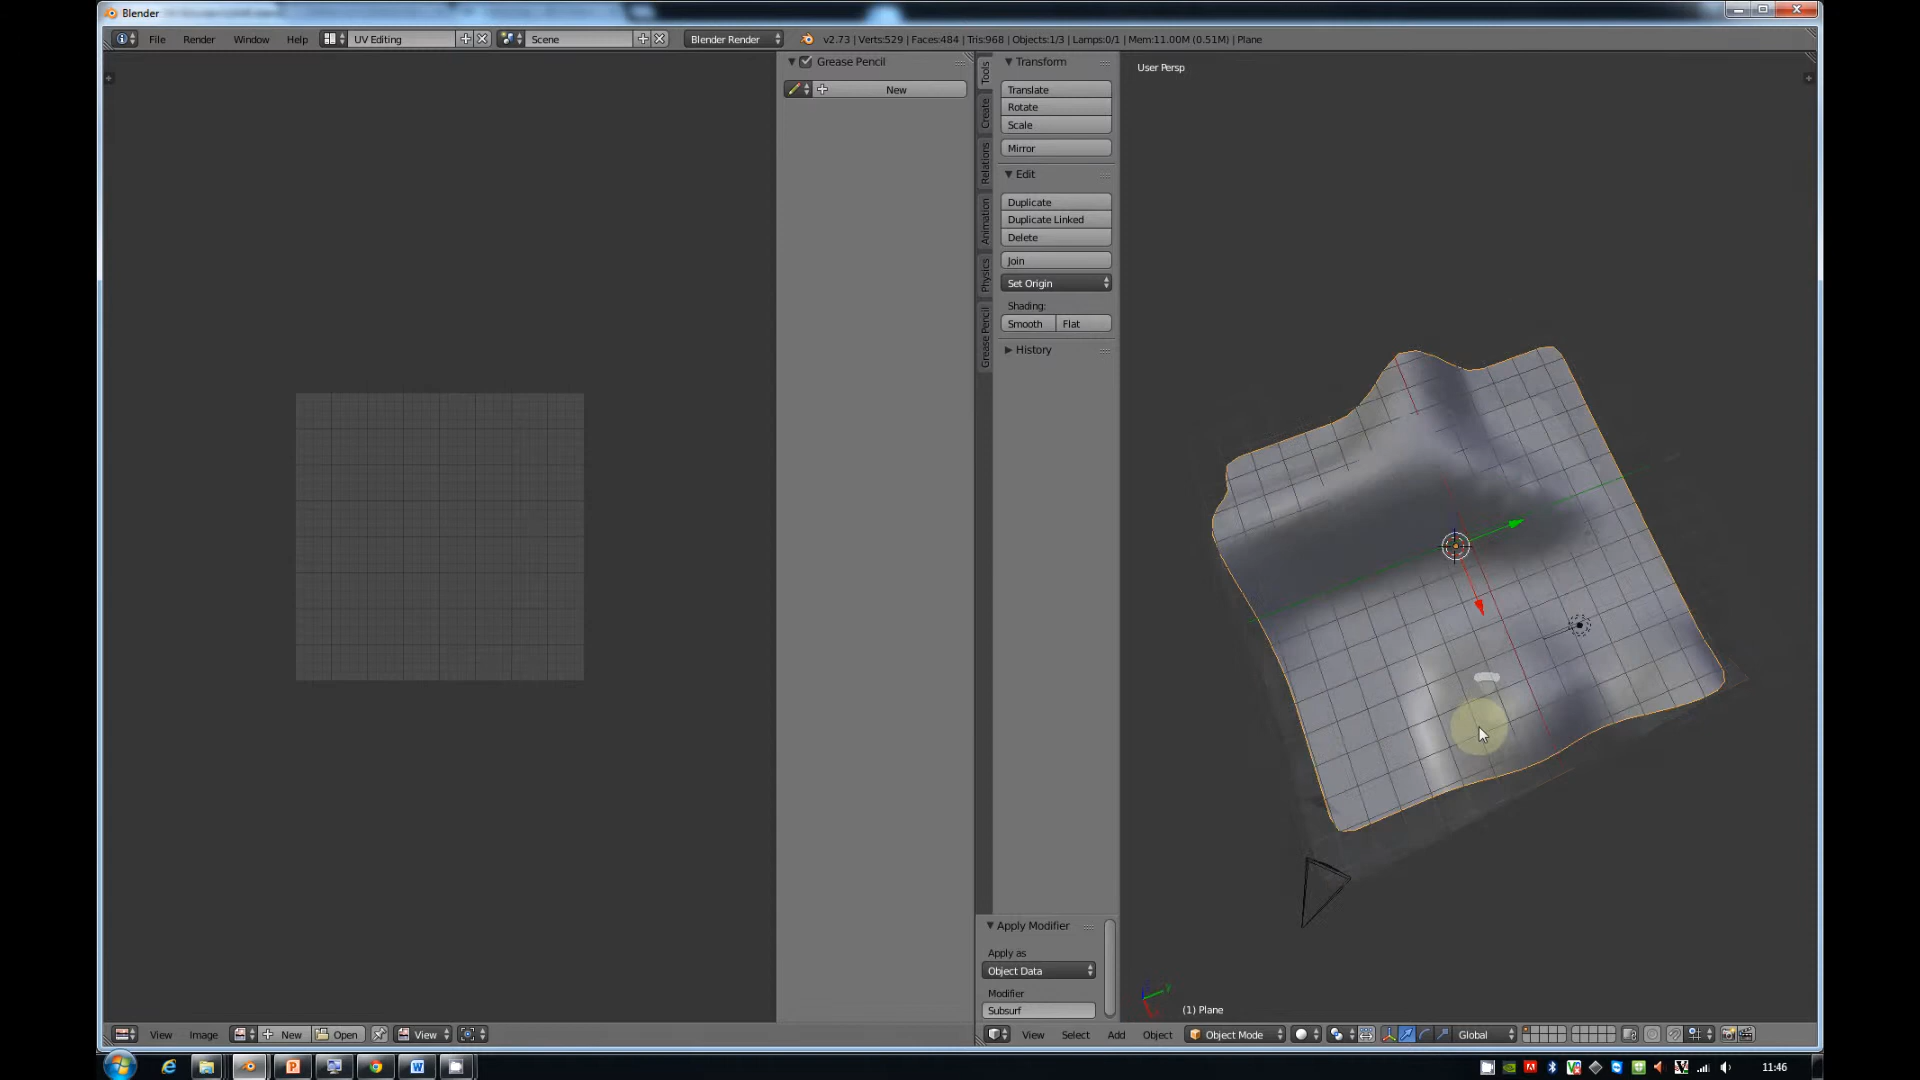 Blender
File Render Window Help UV Editing Scene Blender Render v2.73 | Verts:529 | Faces:484 | Tris:968 | Objects:1/3 | Lamps:0/1 | Mem:11.00M (0.51M) | Plane
Grease Pencil
New
Tools
Create
Relations
Animation
Physics
Grease Pencil
Transform
Translate
Rotate
Scale
Mirror
Edit
Duplicate
Duplicate Linked
Delete
Join
Set Origin
Shading:
Smooth Flat
History
Apply Modifier
Apply as
Object Data
Modifier
Subsurf
User Persp
(1) Plane
View Image New Open View
View Select Add Object Object Mode Global
11:46